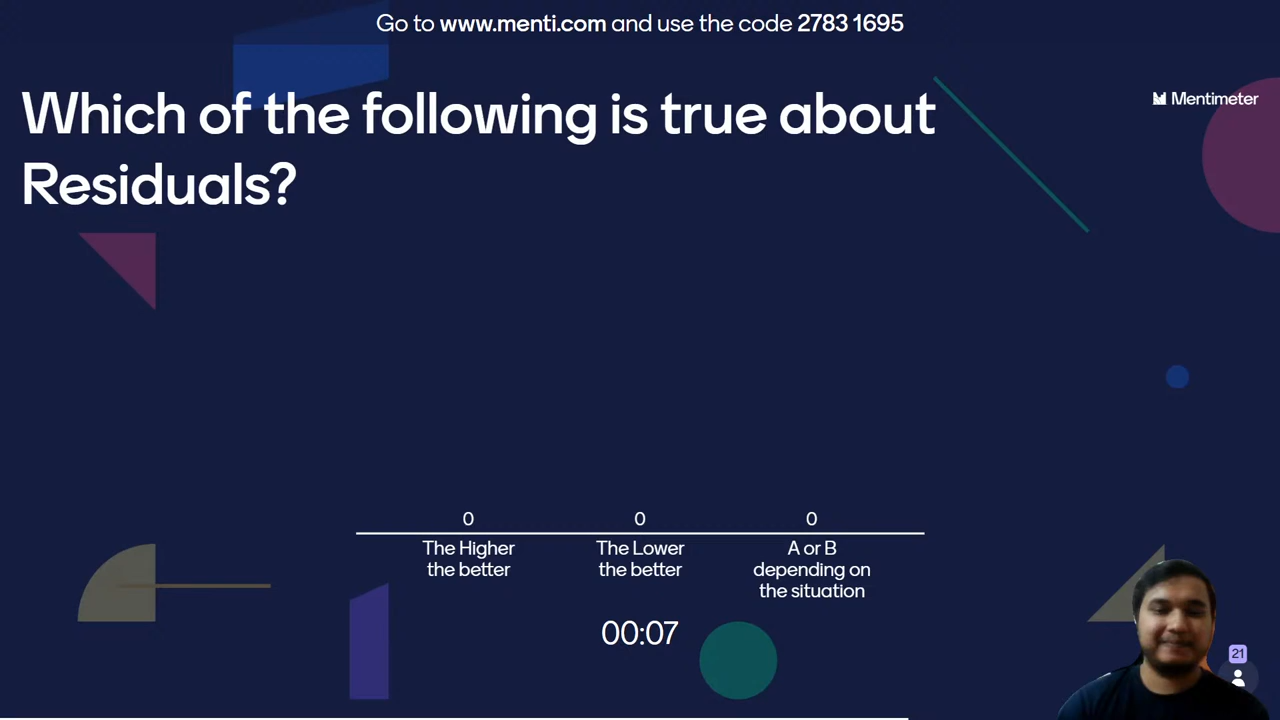 Go to www.menti.com and use the code 2783 1695
Which of the following is true about
Residuals?
Mentimeter
0
0
0
The Higher
the better
The Lower
the better
A or B
depending on
the situation
00:07
21